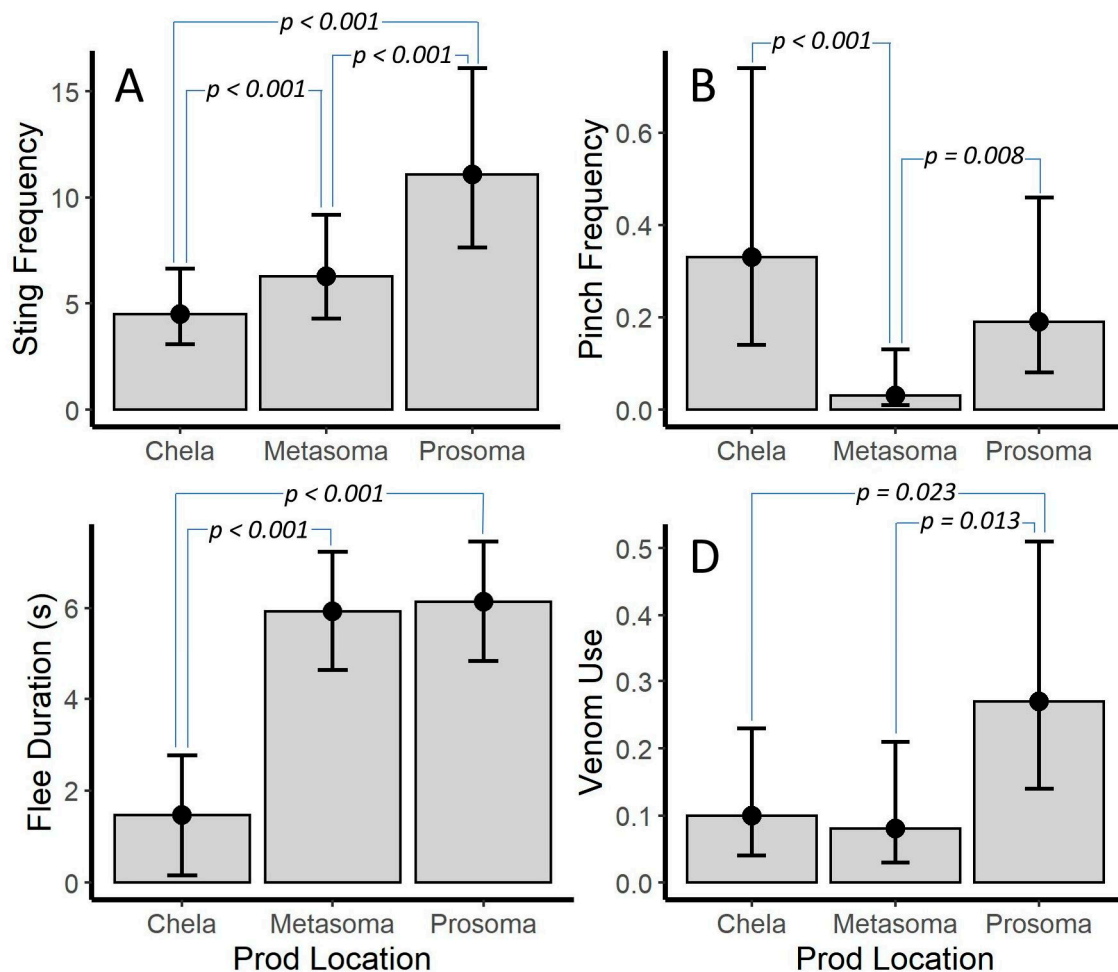 p < 0.001
p < 0.001
p < 0.001
A
15
10
5
0
Sting Frequency
Chela Metasoma Prosoma
p < 0.001
B
p = 0.008
0.6
0.4
0.2
0.0
Pinch Frequency
Chela Metasoma Prosoma
p < 0.001
p < 0.001
6
4
2
0
Flee Duration (s)
Chela Metasoma Prosoma
Prod Location
p = 0.023
p = 0.013
D
0.5
0.4
0.3
0.2
0.1
0.0
Venom Use
Chela Metasoma Prosoma
Prod Location